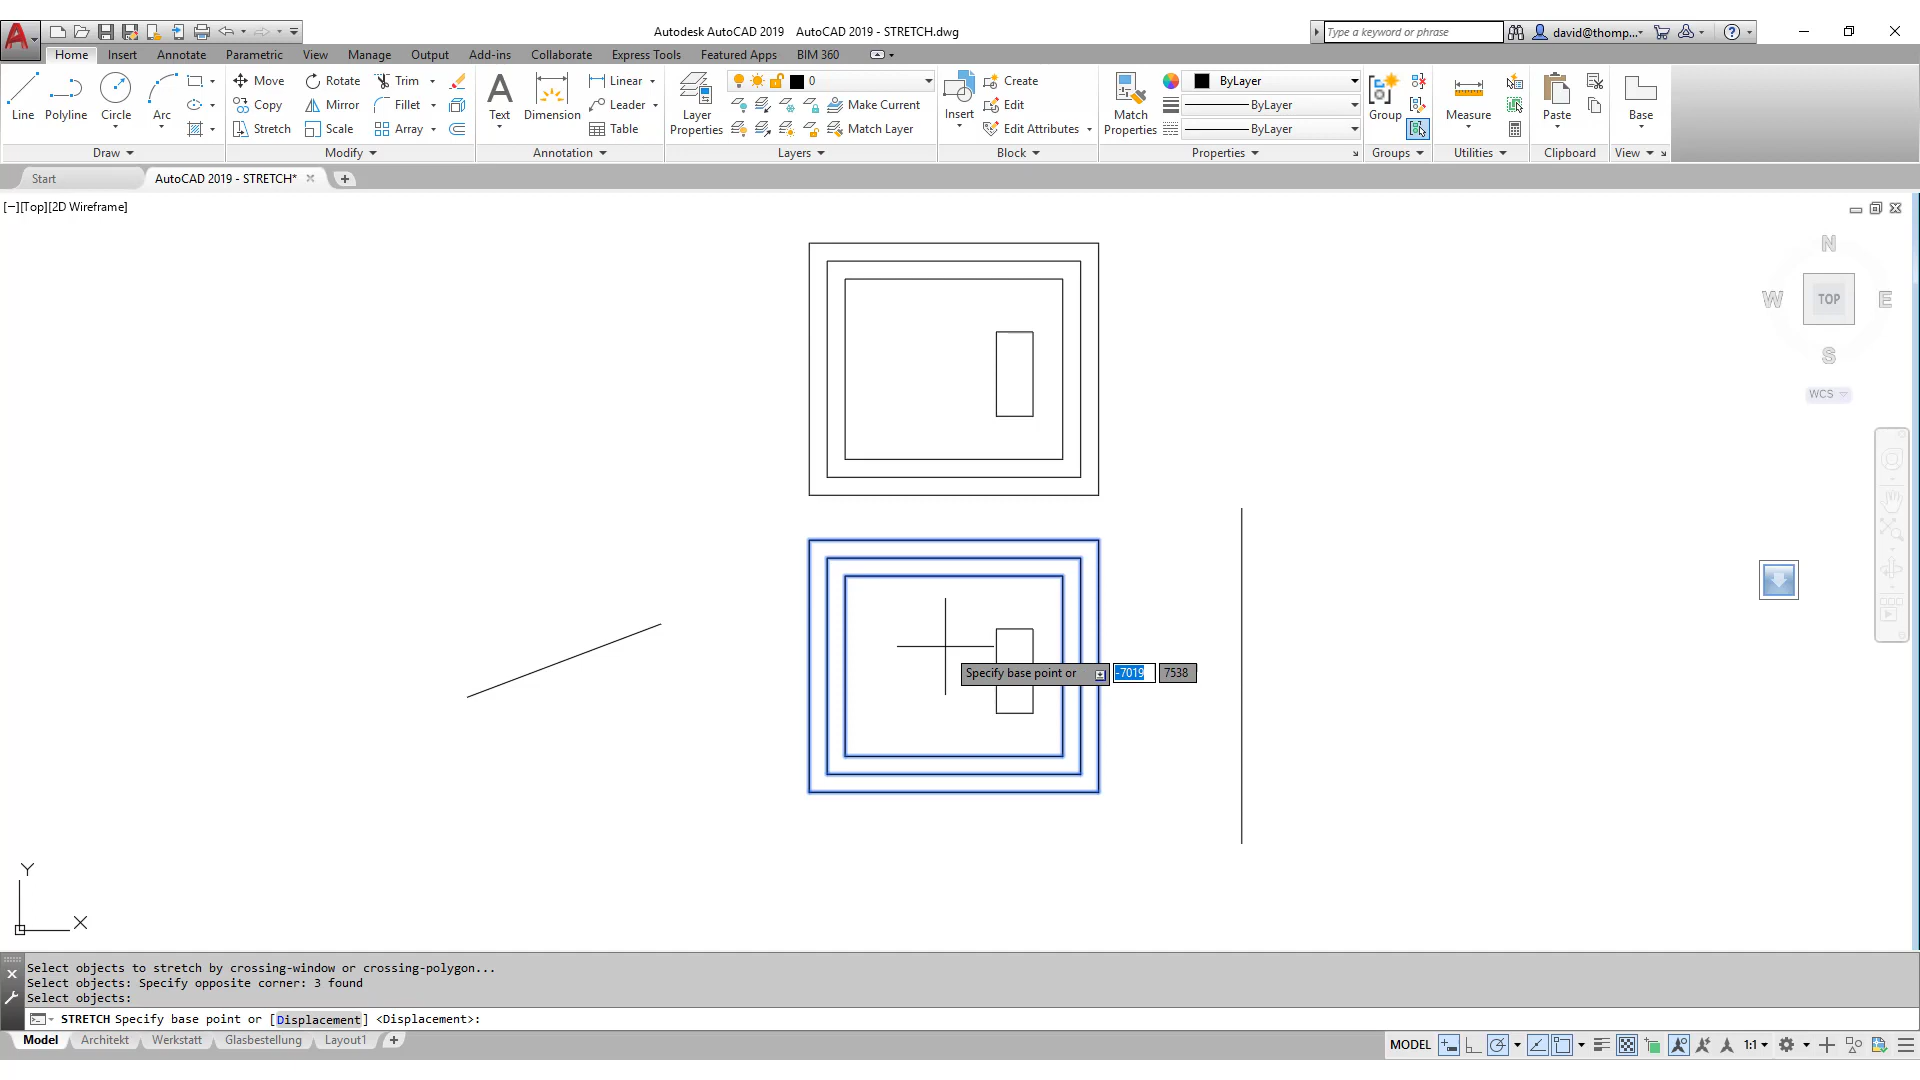 Autodesk AutoCAD 2019 AutoCAD 2019 - STRETCH.dwg
Type a keyword or phrase
david@thomp...
Home Insert Annotate Parametric View Manage Output Add-ins Collaborate Express Tools Featured Apps BIM 360
Line Polyline Circle Arc
Move Rotate Trim
Copy Mirror Fillet
Stretch Scale Array
Text Dimension
Linear
Leader
Table
Layer Properties
0
Make Current
Match Layer
Insert
Create
Edit
Edit Attributes
Match Properties
ByLayer
ByLayer
ByLayer
Group
Measure
Paste
Base
Draw Modify Annotation Layers Block Properties Groups Utilities Clipboard View
Start AutoCAD 2019 - STRETCH*
[−][Top][2D Wireframe]
N
W TOP E
S
WCS
Specify base point or -7019 7538
Y
X
Select objects to stretch by crossing-window or crossing-polygon...
Select objects: Specify opposite corner: 3 found
Select objects:
STRETCH Specify base point or [Displacement] <Displacement>:
Model Architekt Werkstatt Glasbestellung Layout1
MODEL 1:1